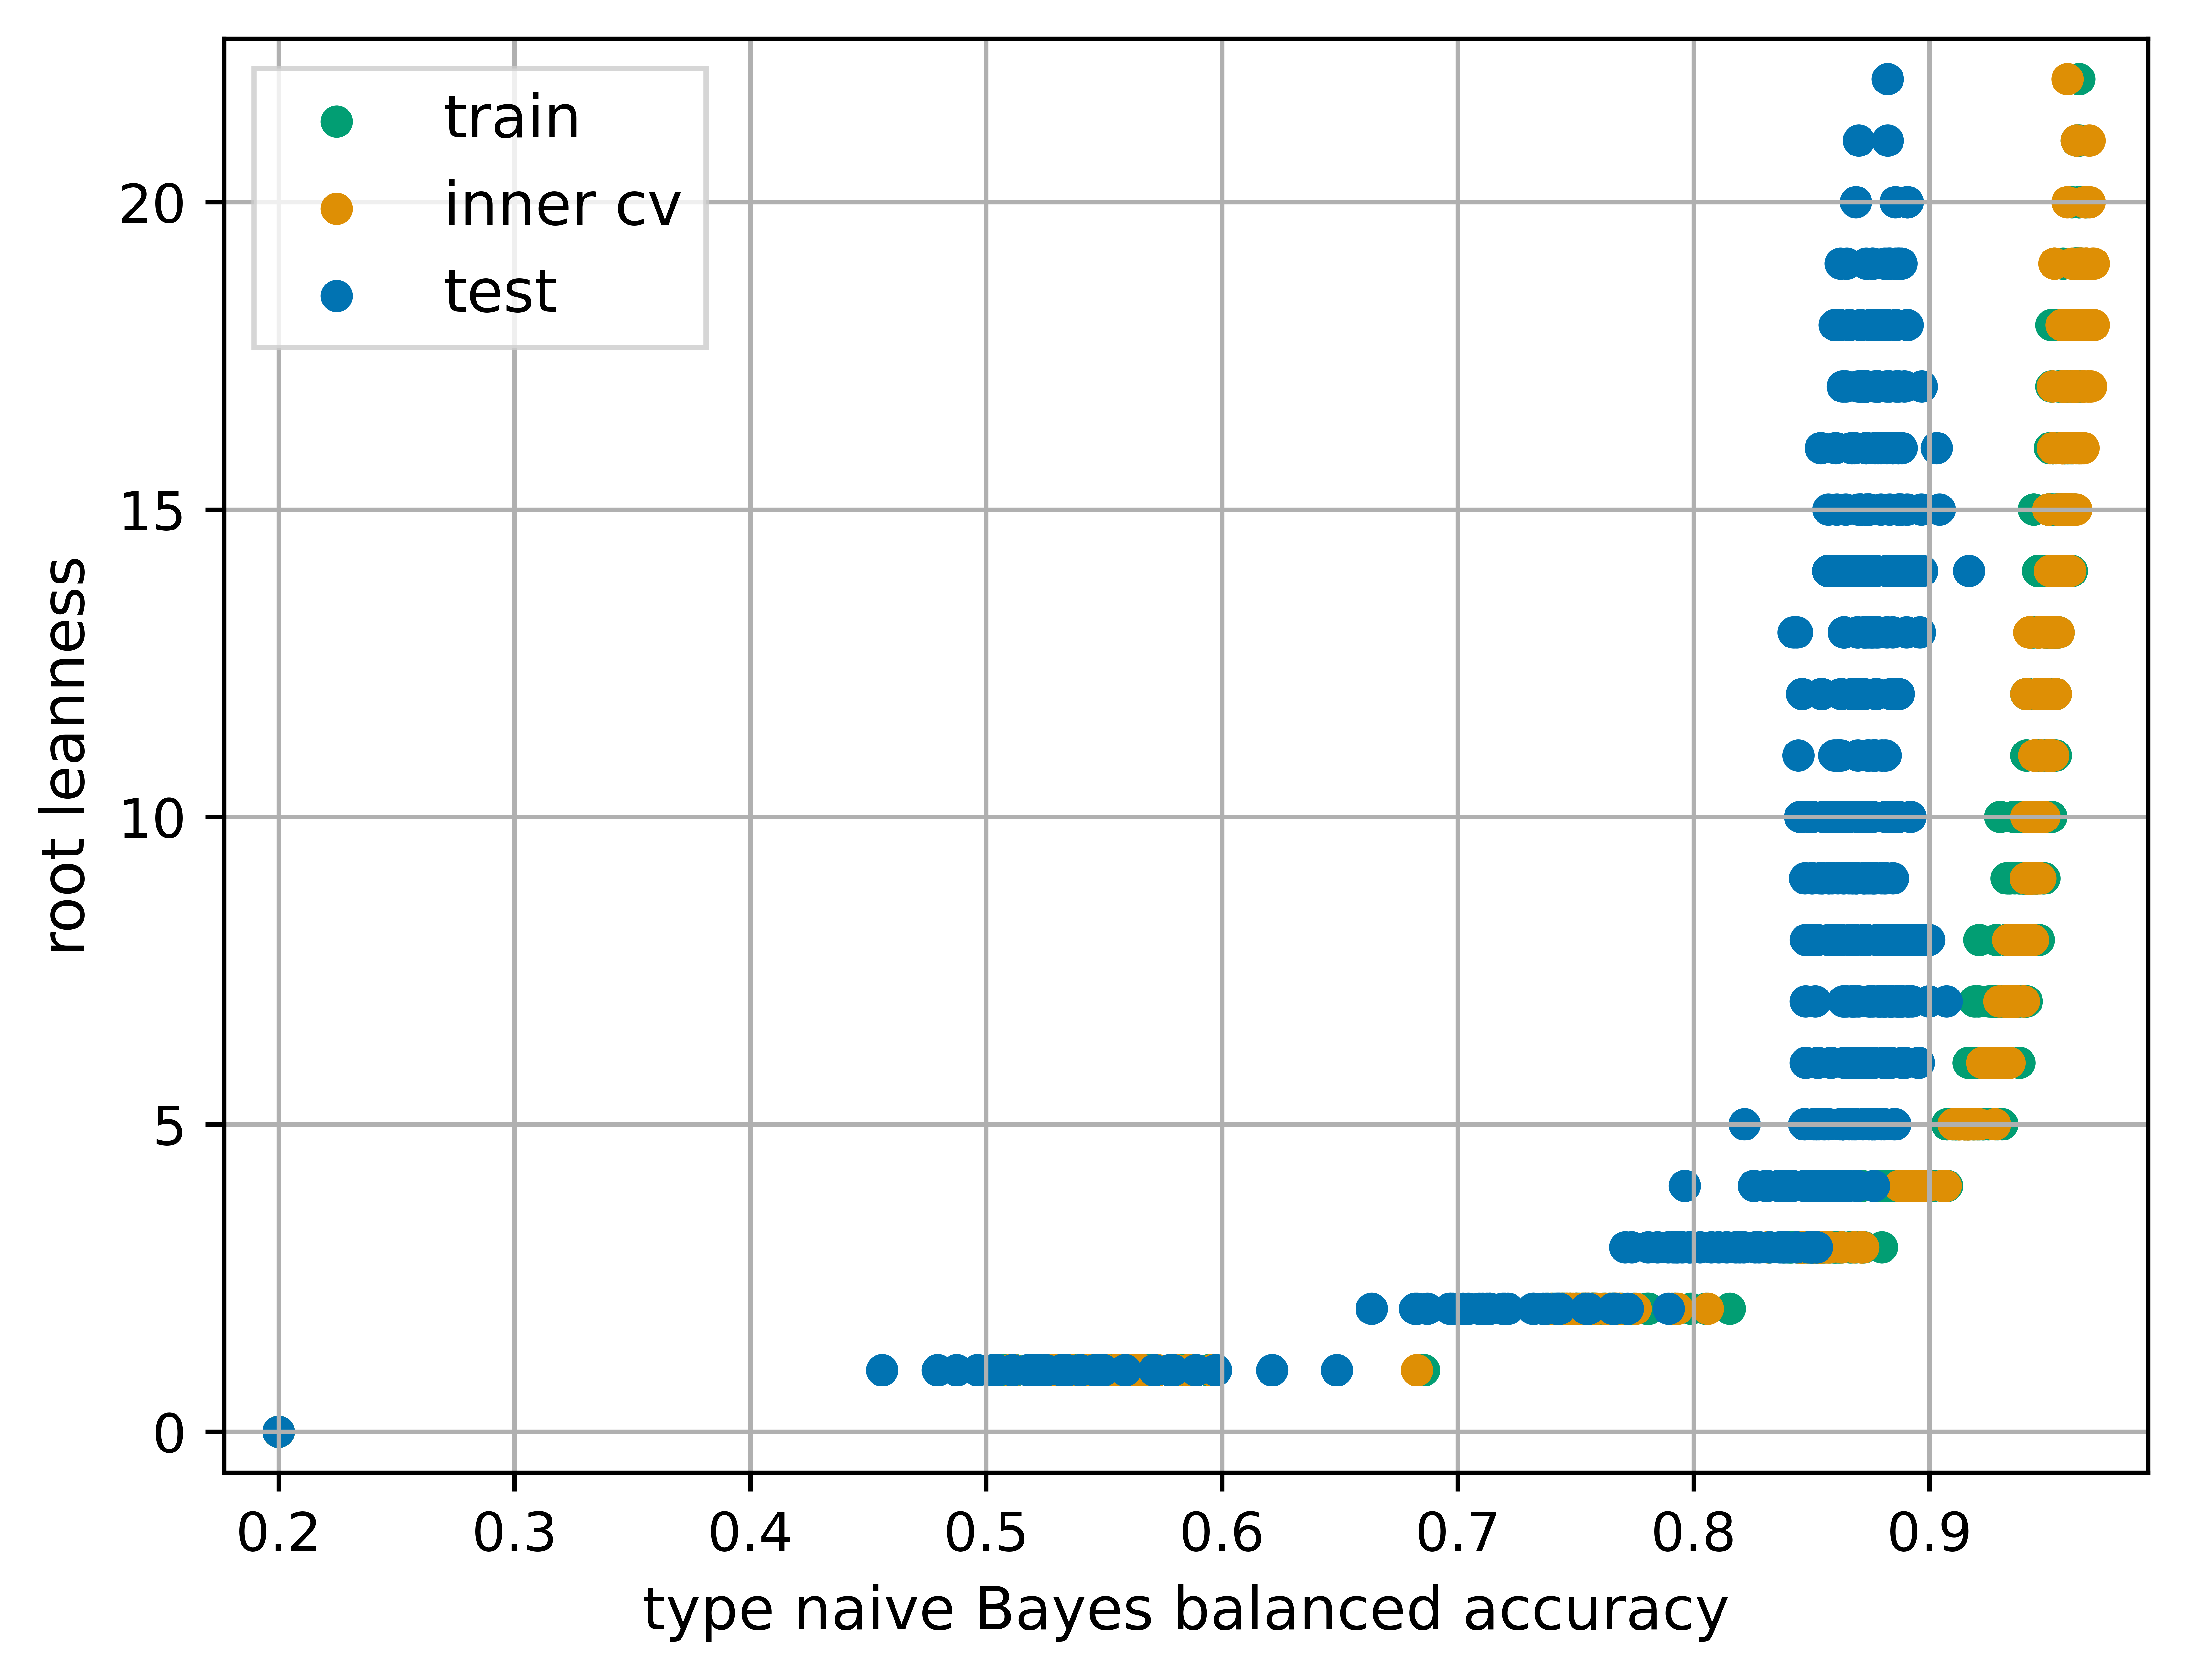 train
inner cv
test
20
15
10
5
0
root leanness
0.2 0.3 0.4 0.5 0.6 0.7 0.8 0.9
type naive Bayes balanced accuracy